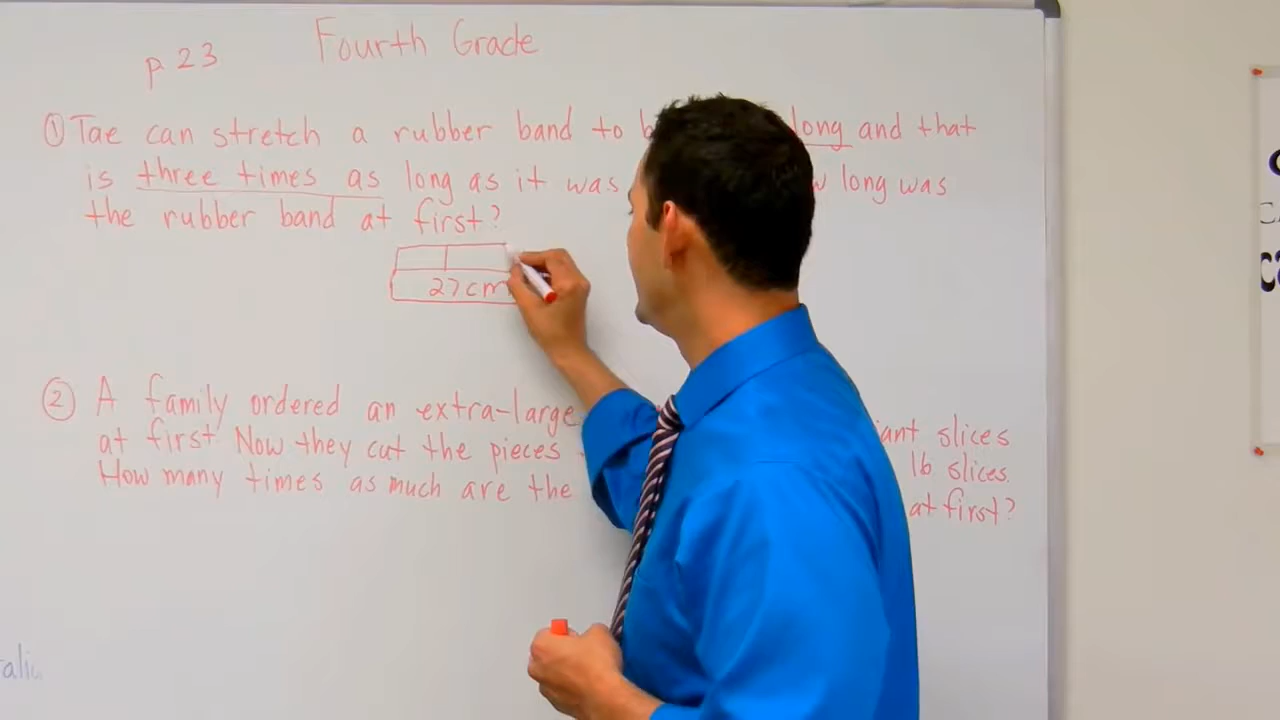 p. 23
Fourth Grade
① Tae can stretch a rubber band to long and that
is three times as long as it was long was
the rubber band at first?
27cm
② A family ordered an extra-large slices
at first Now they cut the pieces 16 slices.
How many times as much are the at first?